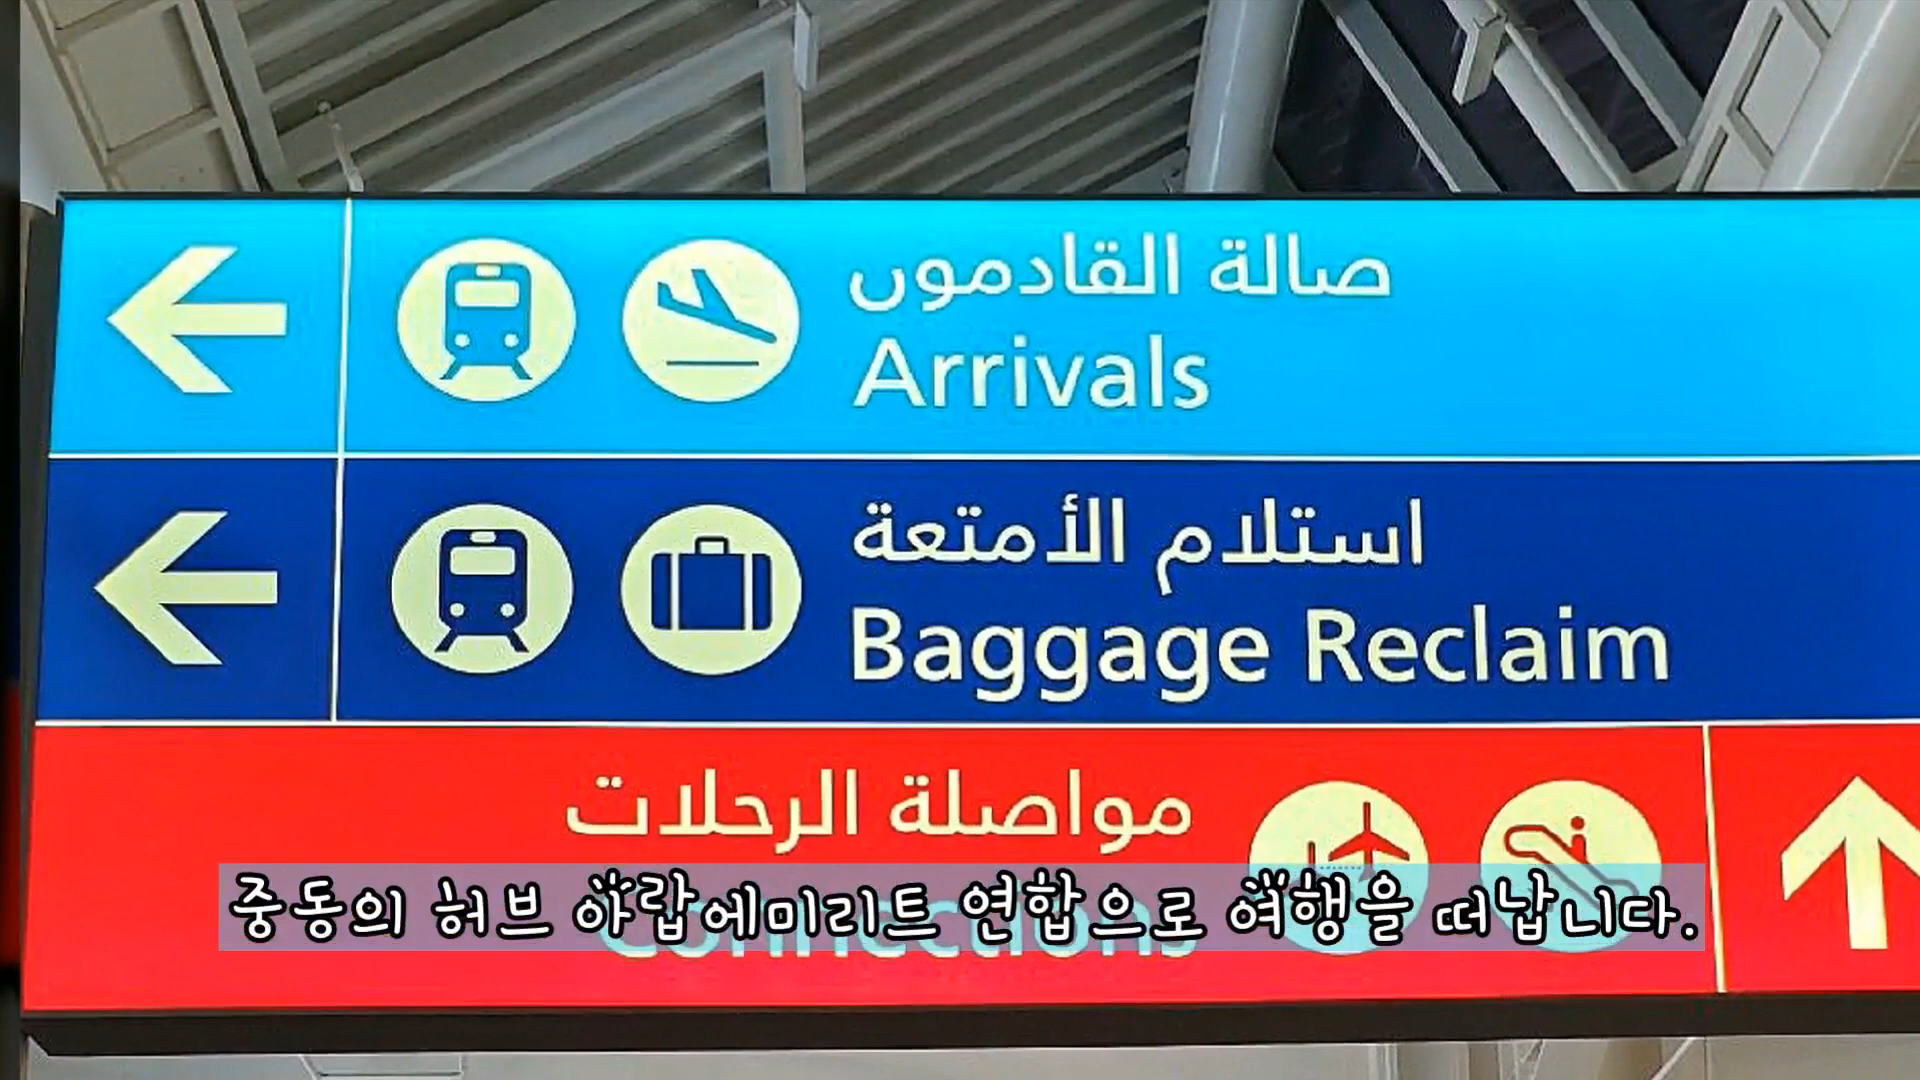 صالة القادمون
Arrivals
استلام الأمتعة
Baggage Reclaim
مواصلة الرحلات
Connections
중동의 허브 아랍에미리트 연합으로 여행을 떠납니다.